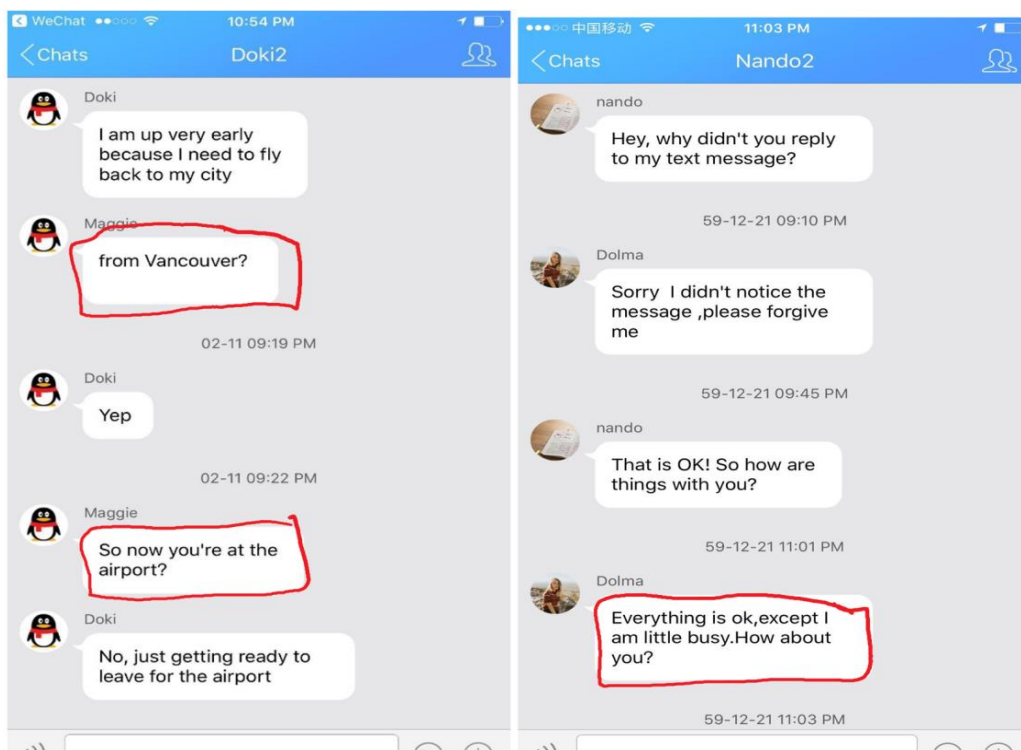 WeChat
10:54 PM
Chats
Doki2
Doki
I am up very early
because I need to fly
back to my city
Maggie
from Vancouver?
02-11 09:19 PM
Doki
Yep
02-11 09:22 PM
Maggie
So now you're at the
airport?
Doki
No, just getting ready to
leave for the airport
中国移动
11:03 PM
Chats
Nando2
nando
Hey, why didn't you reply
to my text message?
59-12-21 09:10 PM
Dolma
Sorry I didn't notice the
message ,please forgive
me
59-12-21 09:45 PM
nando
That is OK! So how are
things with you?
59-12-21 11:01 PM
Dolma
Everything is ok,except I
am little busy.How about
you?
59-12-21 11:03 PM